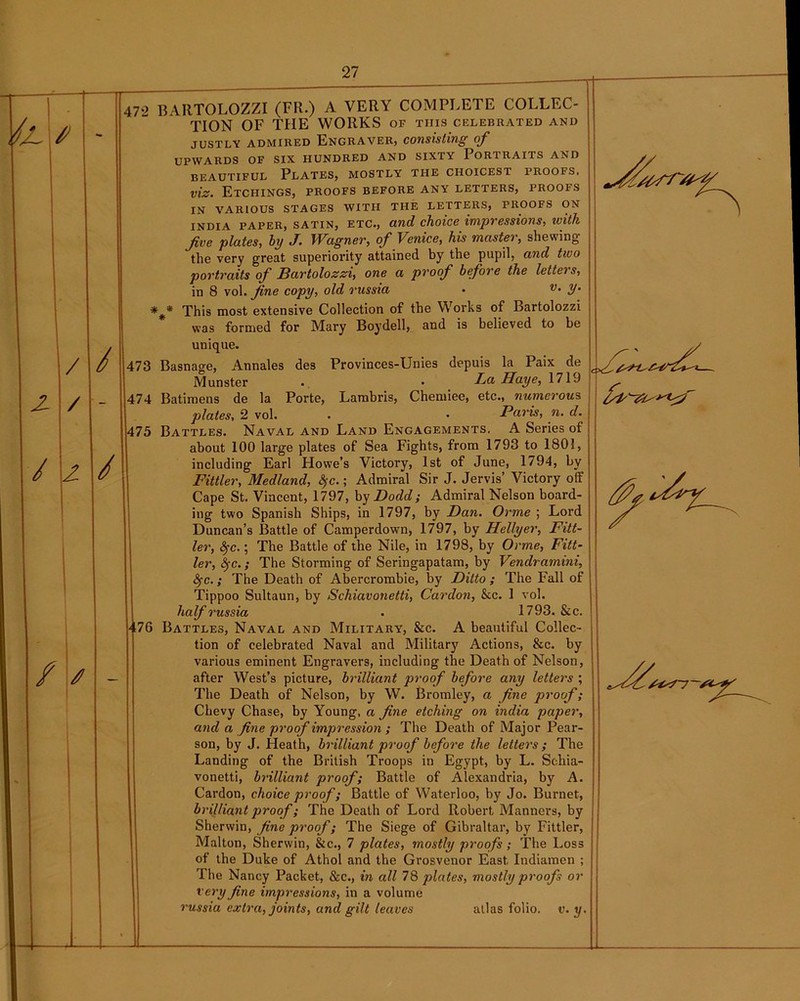 27
472 BARTOLOZZI (FR.) A VERY COMPLETE COLLEC-
TION OF THE WORKS OF THIS CELEBRATED AND
JUSTLY ADMIRED ENGRAVER, consisting of
UPWARDS OF SIX HUNDRED AND SIXTY PORTRAITS AND
BEAUTIFUL PLATES, MOSTLY THE CHOICEST PROOFS,
viz. ETCHINGS, PROOFS BEFORE ANY LETTERS, PROOFS
IN VARIOUS STAGES WITH THE LETTERS, PROOFS ON
INDIA PAPER, SATIN, ETC., and choice impressions, with
five plates, by J. Wagner, of Venice, his master, shewing
the very great superiority attained by the pupil, and two
portraits of Bartolozzi, one a proof before the letters,
in 8 vol. fine copy, old russia . v. y.
*** This most extensive Collection of the Works of Bartolozzi
was formed for Mary Boydell, and is believed to be
unique.
473 Basnage, Annales des Provinces-Unies depuis la Paix de
Munster . . La Haye, 1719
474 Batimens de la Porte, Lambris, Chemiee, etc., numerous
plates, 2 vol. . . Paris, n. d.
475 BATTLES. NAVAL AND LAND ENGAGEMENTS. A Series of
about 100 large plates of Sea Fights, from 1793 to 1801,
including Earl Howe's Victory, 1st of June, 1794, by
Fittler, Medland, &c.; Admiral Sir J. Jervis' Victory off
Cape St. Vincent, 1797, by Dodd; Admiral Nelson board-
ing two Spanish Ships, in 1797, by Dan. Orme ; Lord
Duncan's Battle of Camperdown, 1797, by Hellyer, Fitt-
ler, &c.; The Battle of the Nile, in 1798, by Orme, Fitt-
ler, &c.; The Storming of Seringapatam, by Vendramini,
&c.; The Death of Abercrombie, by Ditto; The Fall of
Tippoo Sultaun, by Schiavonetti, Cardon, &c. 1 vol.
half russia . 1793. &c.
476 BATTLES, NAVAL AND MILITARY, &c. A beautiful Collec-
tion of celebrated Naval and Military Actions, &c. by
various eminent Engravers, including the Death of Nelson,
after West's picture, brilliant proof before any letters ;
The Death of Nelson, by W. Bromley, a fine proof;
Chevy Chase, by Young, a fine etching on india paper,
and a fine proof impression ; The Death of Major Pear-
son, by J. Heath, brilliant proof before the letters; The
Landing of the British Troops in Egypt, by L. Schia-
vonetti, brilliant proof; Battle of Alexandria, by A.
Cardon, choice proof; Battle of Waterloo, by Jo. Burnet,
brilliant proof; The Death of Lord Robert Manners, by
Sherwin, fine proof; The Siege of Gibraltar, by Fittler,
Malton, Sherwin, &c., 7 plates, mostly proofs ; The Loss
of the Duke of Athol and the Grosvenor East Indiamen ;
The Nancy Packet, &c., in all 78 plates, mostly proofs or
very fine impressions, in a volume
russia extra, joints, and gilt leaves atlas folio. v. y.